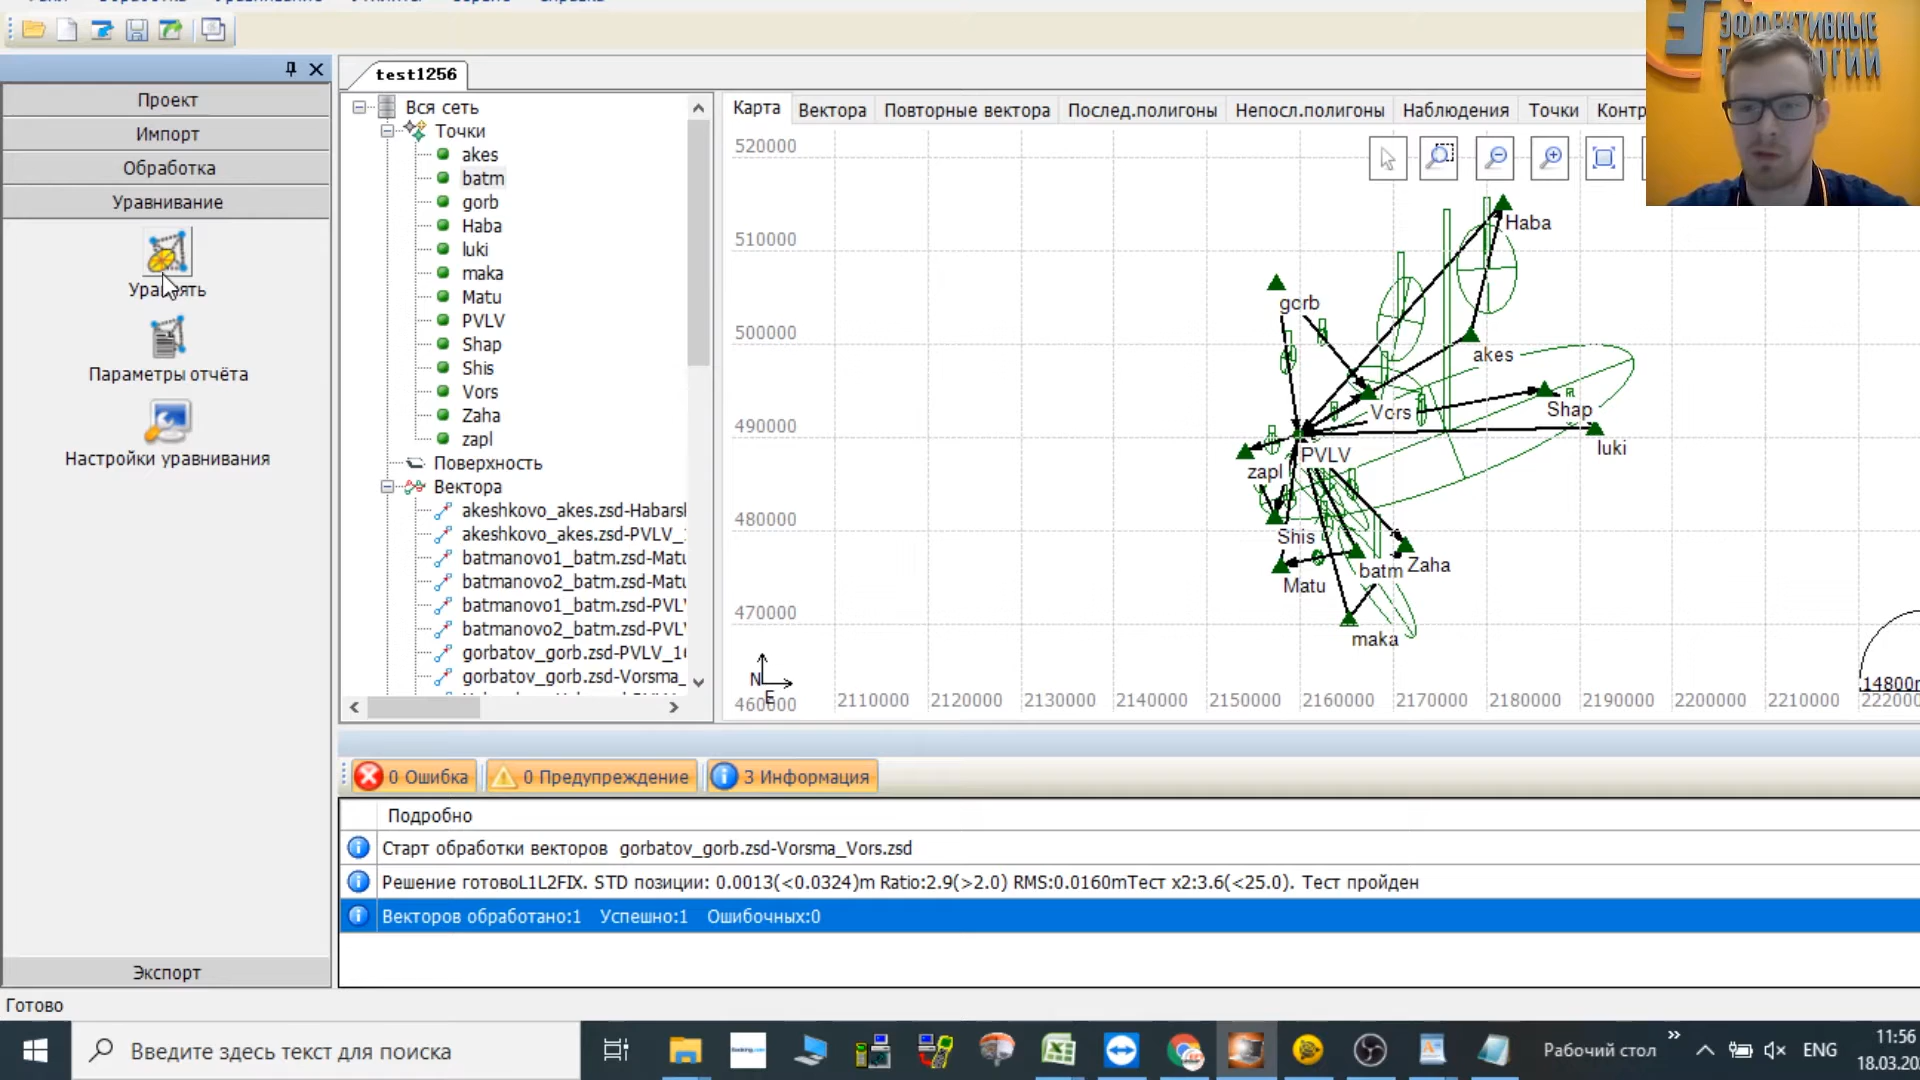 ЭФФЕКТИВНЫЕ
Проект
Импорт
Обработка
Уравнивание
Уравнять
Параметры отчёта
Настройки уравнивания
Экспорт
Готово
test1256
Вся сеть
Точки
akes
batm
gorb
Haba
luki
maka
Matu
PVLV
Shap
Shis
Vors
Zaha
zapl
Поверхность
Вектора
akeshkovo_akes.zsd-Habarsl
akeshkovo_akes.zsd-PVLV_
batmanovo1_batm.zsd-Matu
batmanovo2_batm.zsd-Matu
batmanovo1_batm.zsd-PVL
batmanovo2_batm.zsd-PVL
gorbatov_gorb.zsd-PVLV_1
gorbatov_gorb.zsd-Vorsma_
Карта Вектора Повторные вектора Послед.полигоны Непосл.полигоны Наблюдения Точки Контр
520000
510000
500000
490000
480000
470000
460000
Haba
gorb
akes
Vors
Shap
luki
PVLV
zapl
Shis
batm
Zaha
Matu
maka
N
E
14800m
2110000 2120000 2130000 2140000 2150000 2160000 2170000 2180000 2190000 2200000 2210000 222000
0 Ошибка 0 Предупреждение 3 Информация
Подробно
Старт обработки векторов gorbatov_gorb.zsd-Vorsma_Vors.zsd
Решение готовоL1L2FIX. STD позиции: 0.0013(<0.0324)m Ratio:2.9(>2.0) RMS:0.0160mТест x2:3.6(<25.0). Тест пройден
Векторов обработано:1 Успешно:1 Ошибочных:0
Введите здесь текст для поиска
Рабочий стол
ENG
11:56
18.03.20